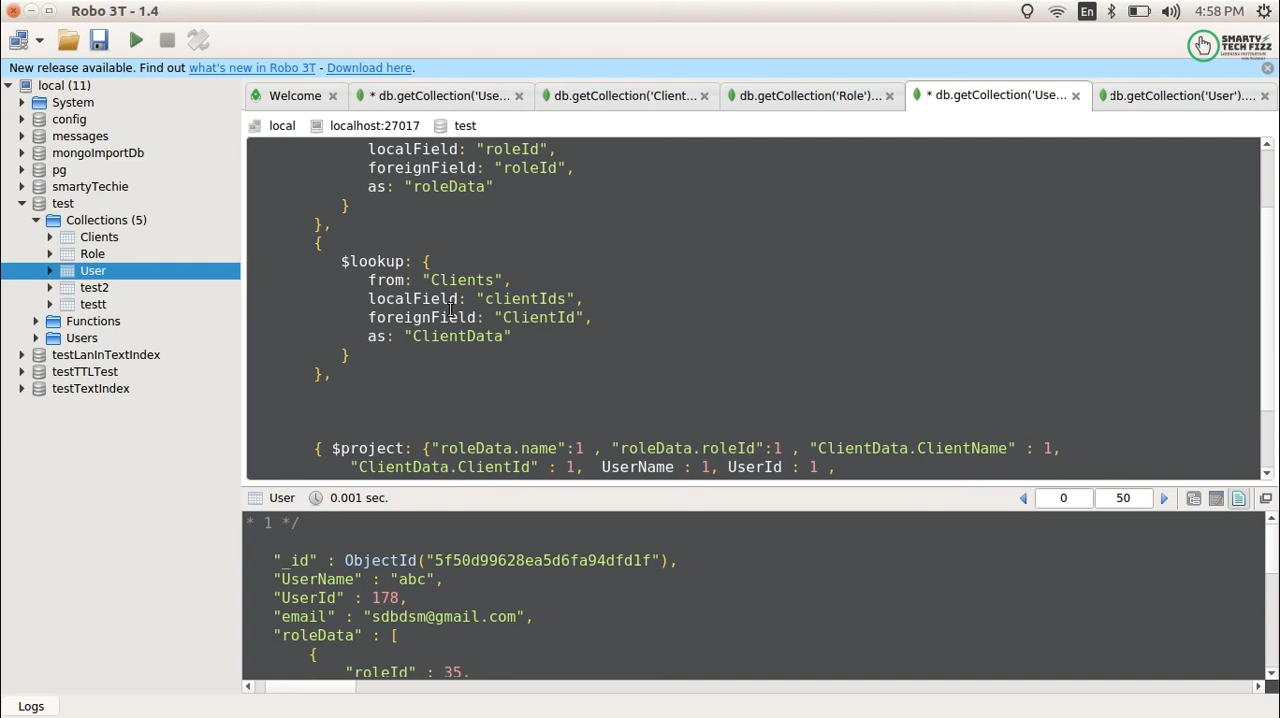 Robo 3T - 1.4
En
4:58 PM
SMARTY
TECH FIZZ
New release available. Find out what's new in Robo 3T - Download here.
local (11)
System
config
messages
mongoImportDb
pg
smartyTechie
test
Collections (5)
Clients
Role
User
test2
testt
Functions
Users
testLanInTextIndex
testTTLTest
testTextIndex
Welcome
* db.getCollection('Use...
db.getCollection('Client...
db.getCollection('Role')...
* db.getCollection('Use...
db.getCollection('User')....
local localhost:27017 test
localField: "roleId",
foreignField: "roleId",
as: "roleData"
}
},
{
$lookup: {
from: "Clients",
localField: "clientIds",
foreignField: "ClientId",
as: "ClientData"
}
},
{ $project: {"roleData.name":1 , "roleData.roleId":1 , "ClientData.ClientName" : 1,
"ClientData.ClientId" : 1, UserName : 1, UserId : 1 ,
User 0.001 sec. 0 50
* 1 */
"_id" : ObjectId("5f50d99628ea5d6fa94dfd1f"),
"UserName" : "abc",
"UserId" : 178,
"email" : "sdbdsm@gmail.com",
"roleData" : [
{
"roleId" : 35,
Logs